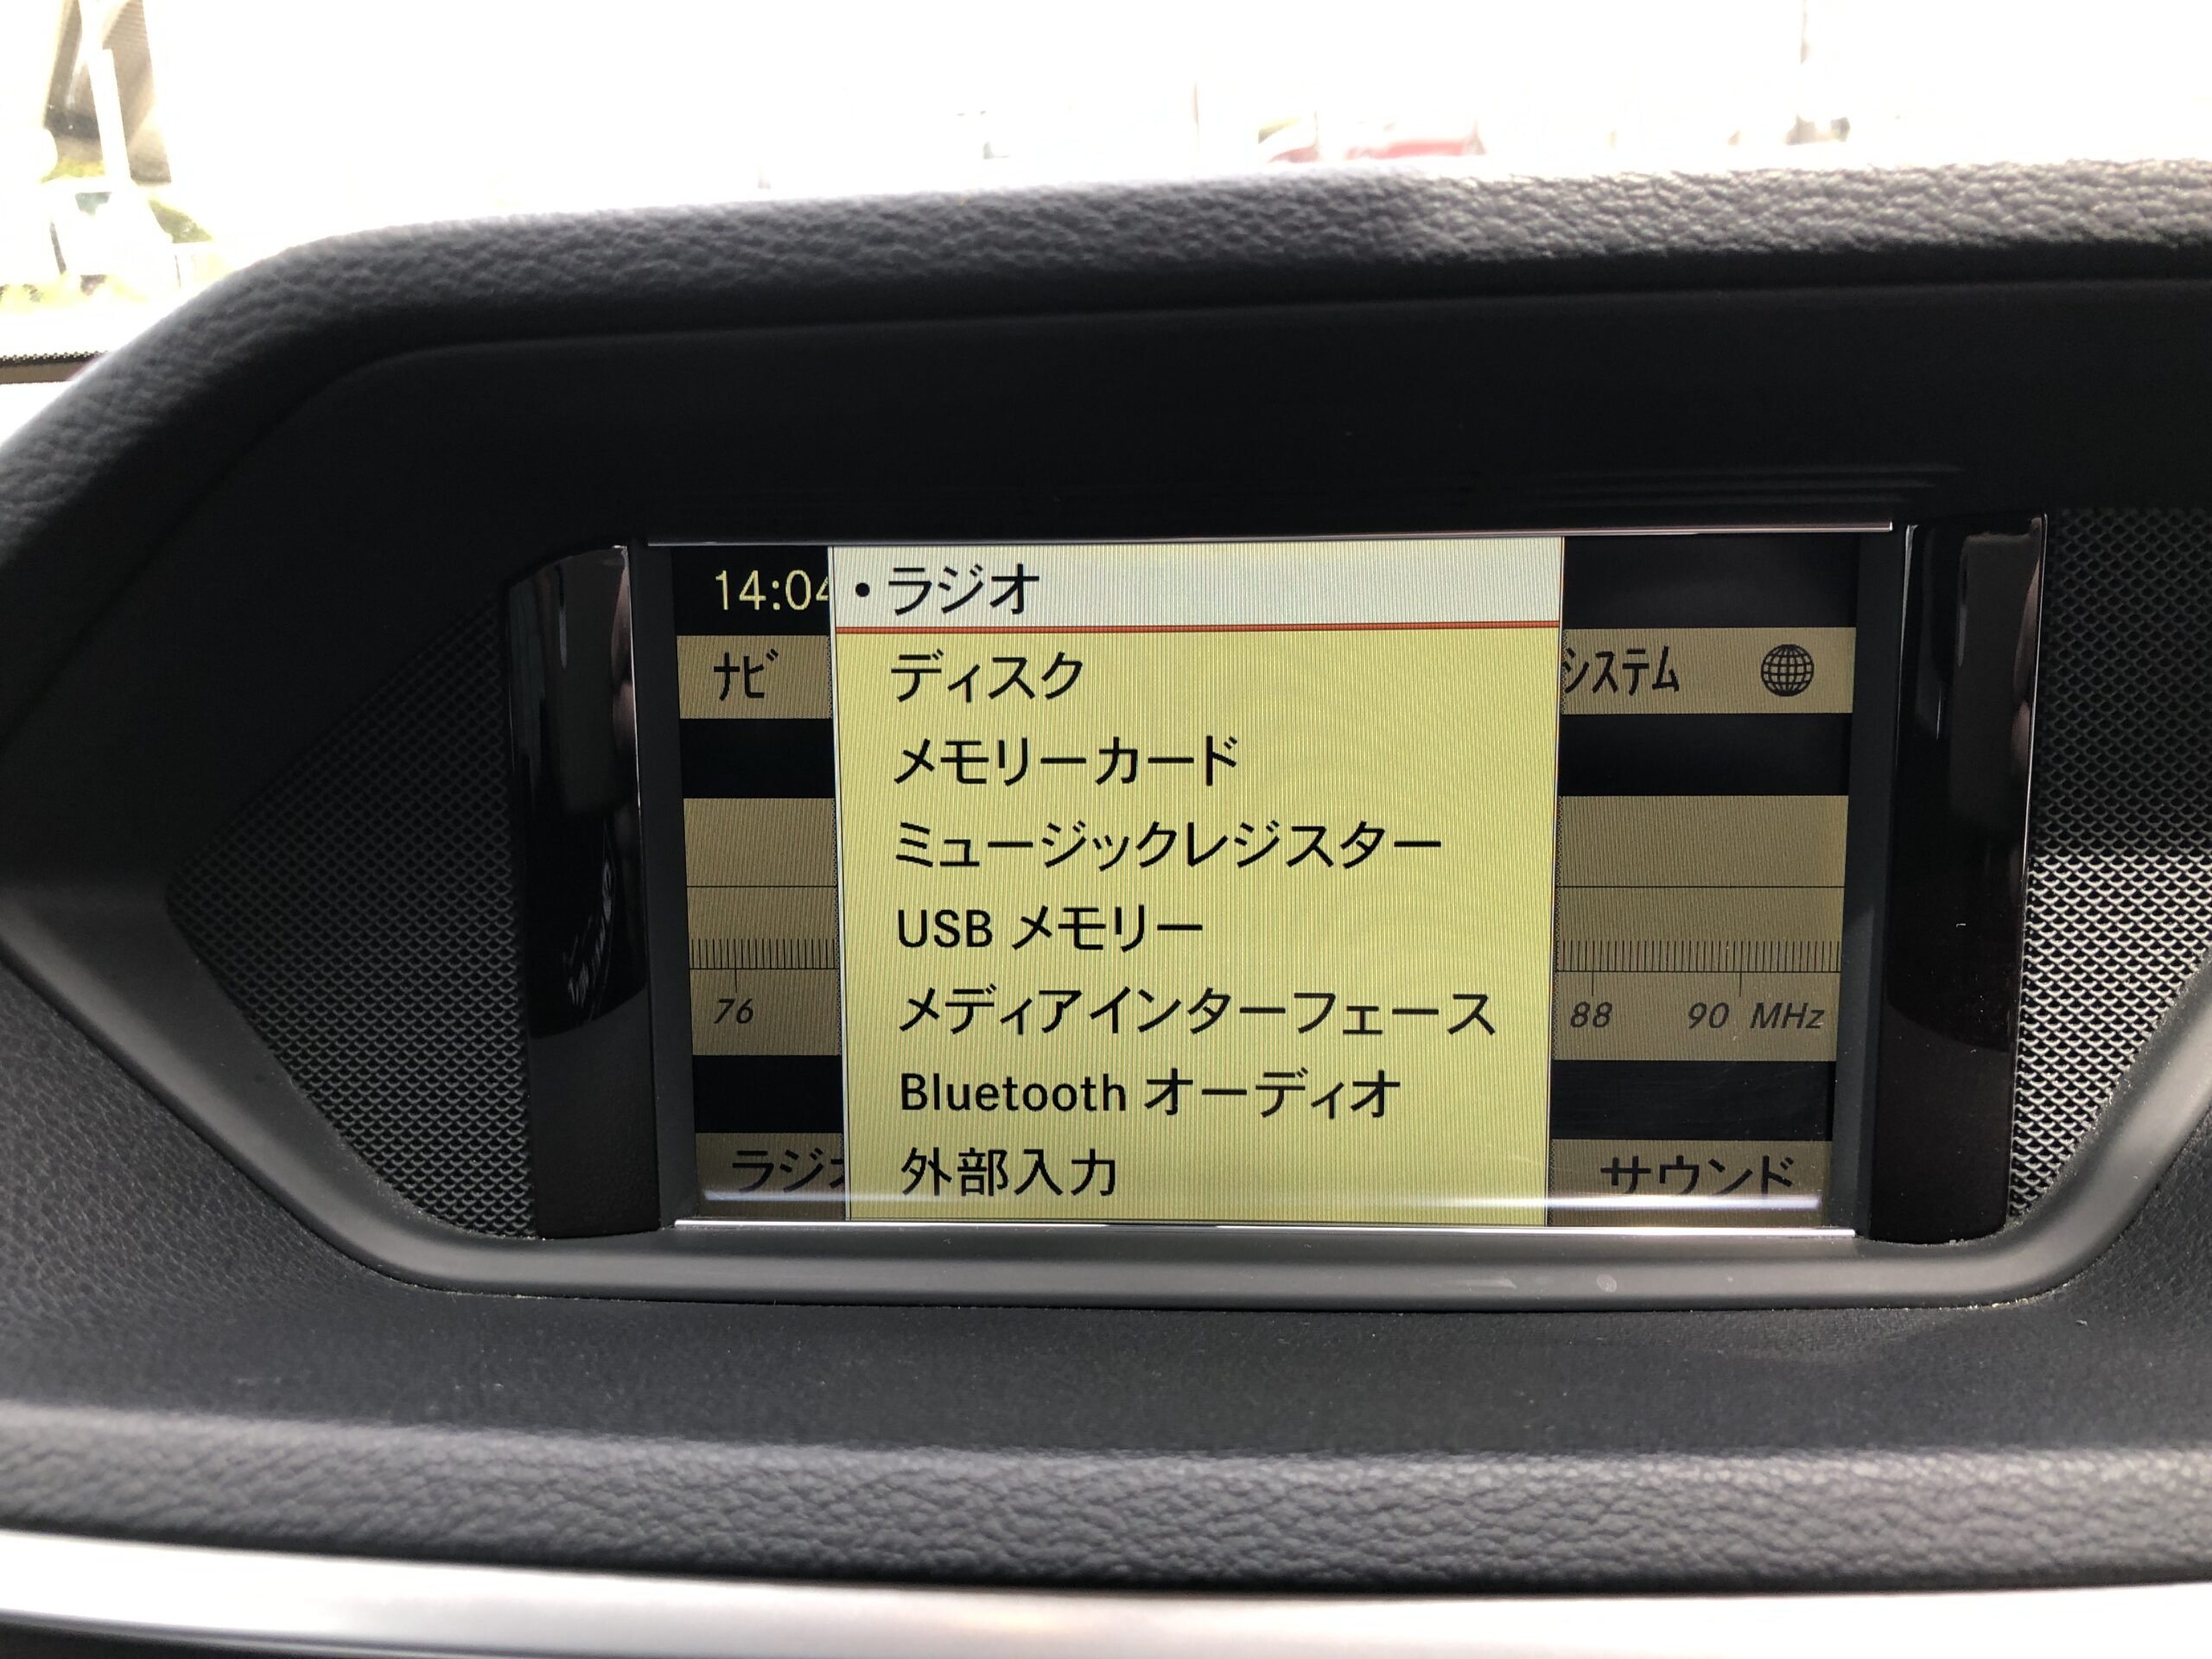 14:04
• ラジオ
ナビ
ディスク
システム
メモリーカード
ミュージックレジスター
USB メモリー
76
メディアインターフェース
88 90 MHz
Bluetooth オーディオ
外部入力
サウンド